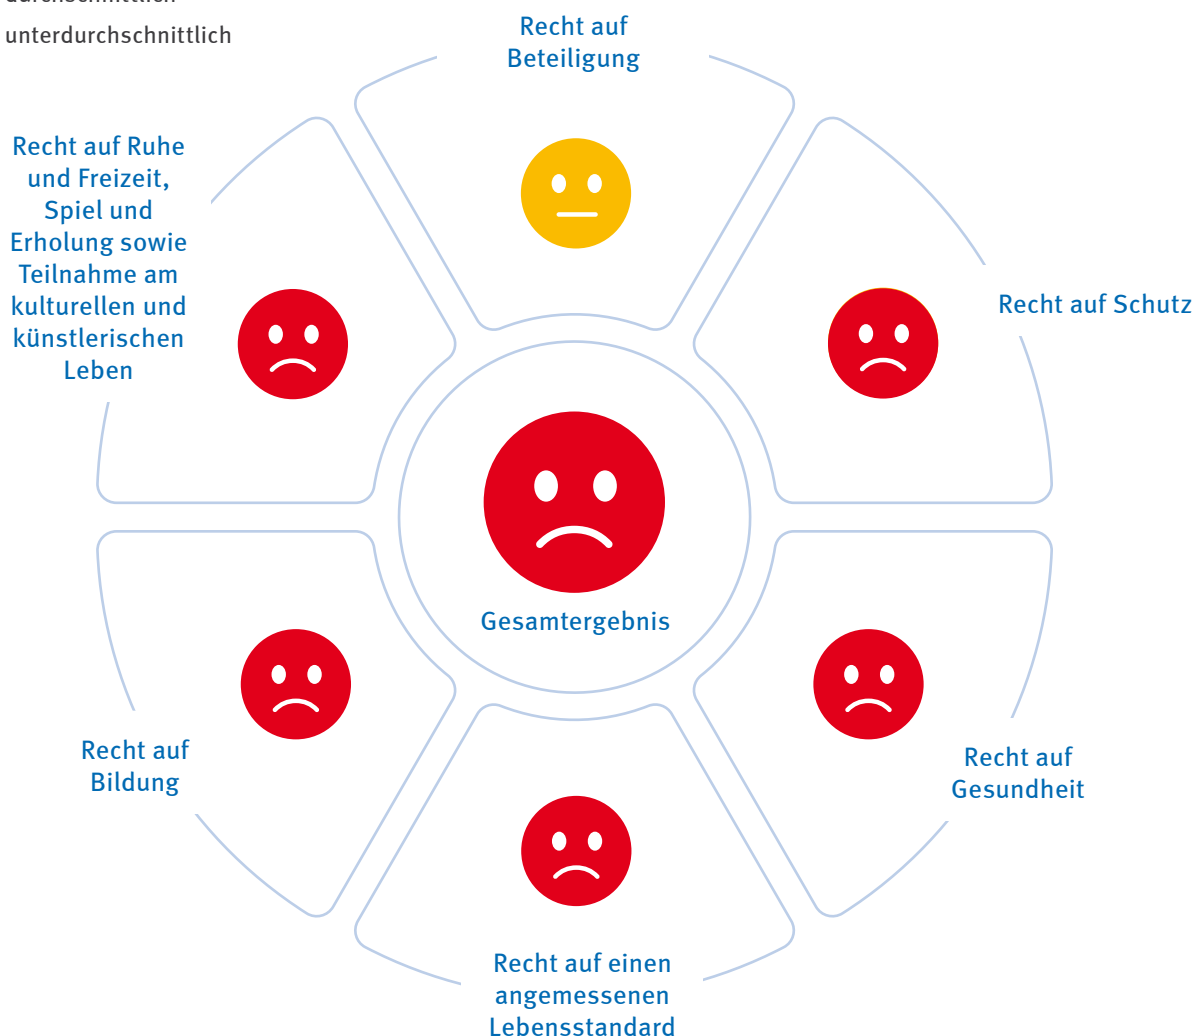 durchschnittlich
unterdurchschnittlich
Recht auf
Beteiligung
Recht auf Ruhe
und Freizeit,
Spiel und
Erholung sowie
Teilnahme am
kulturellen und
künstlerischen
Leben
Recht auf Schutz
Gesamtergebnis
Recht auf
Bildung
Recht auf
Gesundheit
Recht auf einen
angemessenen
Lebensstandard